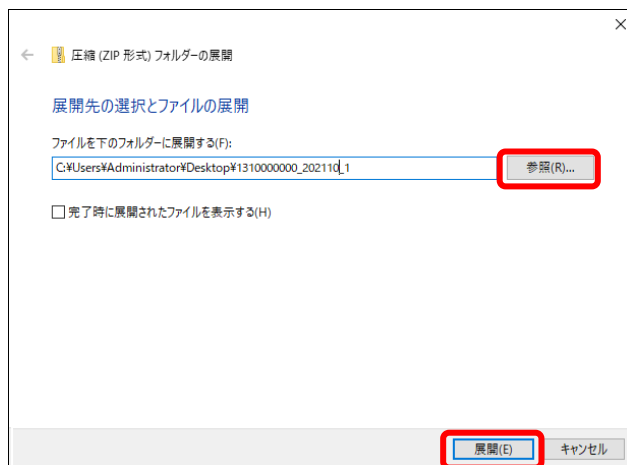 圧縮 (ZIP 形式) フォルダーの展開
展開先の選択とファイルの展開
ファイルを下のフォルダーに展開する(F):
C:¥Users¥Administrator¥Desktop¥1310000000_202110_1
参照(R)...
完了時に展開されたファイルを表示する(H)
展開(E)
キャンセル